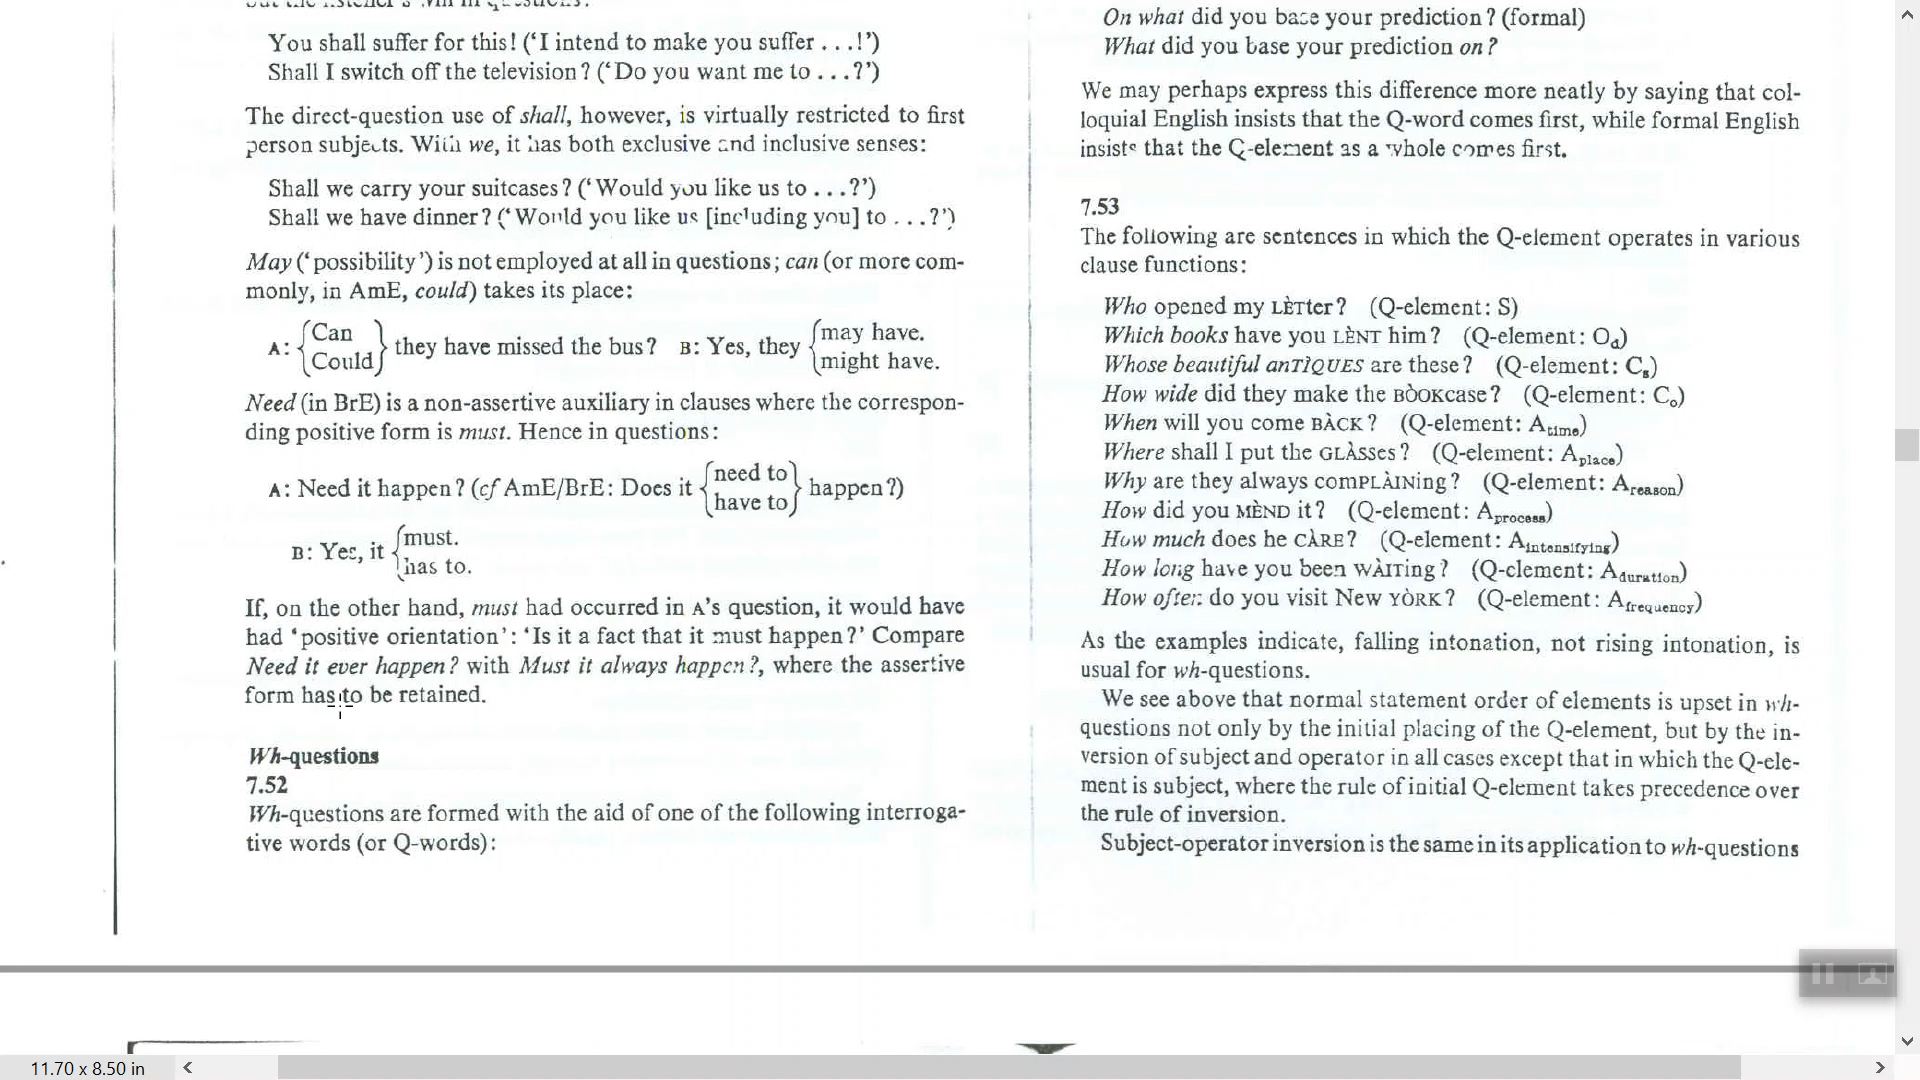 You shall suffer for this! (‘I intend to make you suffer . . .!’)
Shall I switch off the television? (‘Do you want me to . . .?’)
The direct-question use of shall, however, is virtually restricted to first
person subjects. With we, it has both exclusive and inclusive senses:
Shall we carry your suitcases? (‘Would you like us to . . .?’)
Shall we have dinner? (‘Would you like us [including you] to . . .?’)
May (‘possibility’) is not employed at all in questions; can (or more com-
monly, in AmE, could) takes its place:
A: {Can / Could} they have missed the bus? B: Yes, they {may have. / might have.
Need (in BrE) is a non-assertive auxiliary in clauses where the correspon-
ding positive form is must. Hence in questions:
A: Need it happen? (cf AmE/BrE: Does it {need to / have to} happen?)
B: Yes, it {must. / has to.
If, on the other hand, must had occurred in A’s question, it would have
had ‘positive orientation’: ‘Is it a fact that it must happen?’ Compare
Need it ever happen? with Must it always happen?, where the assertive
form has to be retained.
Wh-questions
7.52
Wh-questions are formed with the aid of one of the following interroga-
tive words (or Q-words):
On what did you base your prediction? (formal)
What did you base your prediction on?
We may perhaps express this difference more neatly by saying that col-
loquial English insists that the Q-word comes first, while formal English
insists that the Q-element as a whole comes first.
7.53
The following are sentences in which the Q-element operates in various
clause functions:
Who opened my LÈTter? (Q-element: S)
Which books have you LÈNT him? (Q-element: Od)
Whose beautiful anTÌQUES are these? (Q-element: Cs)
How wide did they make the BÒOKcase? (Q-element: Co)
When will you come BÀCK? (Q-element: Atime)
Where shall I put the GLÀSses? (Q-element: Aplace)
Why are they always comPLÀINing? (Q-element: Areason)
How did you MÈND it? (Q-element: Aprocess)
How much does he CÀRE? (Q-element: Aintensifying)
How long have you been WÀITing? (Q-element: Aduration)
How often do you visit New YÒRK? (Q-element: Afrequency)
As the examples indicate, falling intonation, not rising intonation, is
usual for wh-questions.
We see above that normal statement order of elements is upset in wh-
questions not only by the initial placing of the Q-element, but by the in-
version of subject and operator in all cases except that in which the Q-ele-
ment is subject, where the rule of initial Q-element takes precedence over
the rule of inversion.
Subject-operator inversion is the same in its application to wh-questions
11.70 x 8.50 in